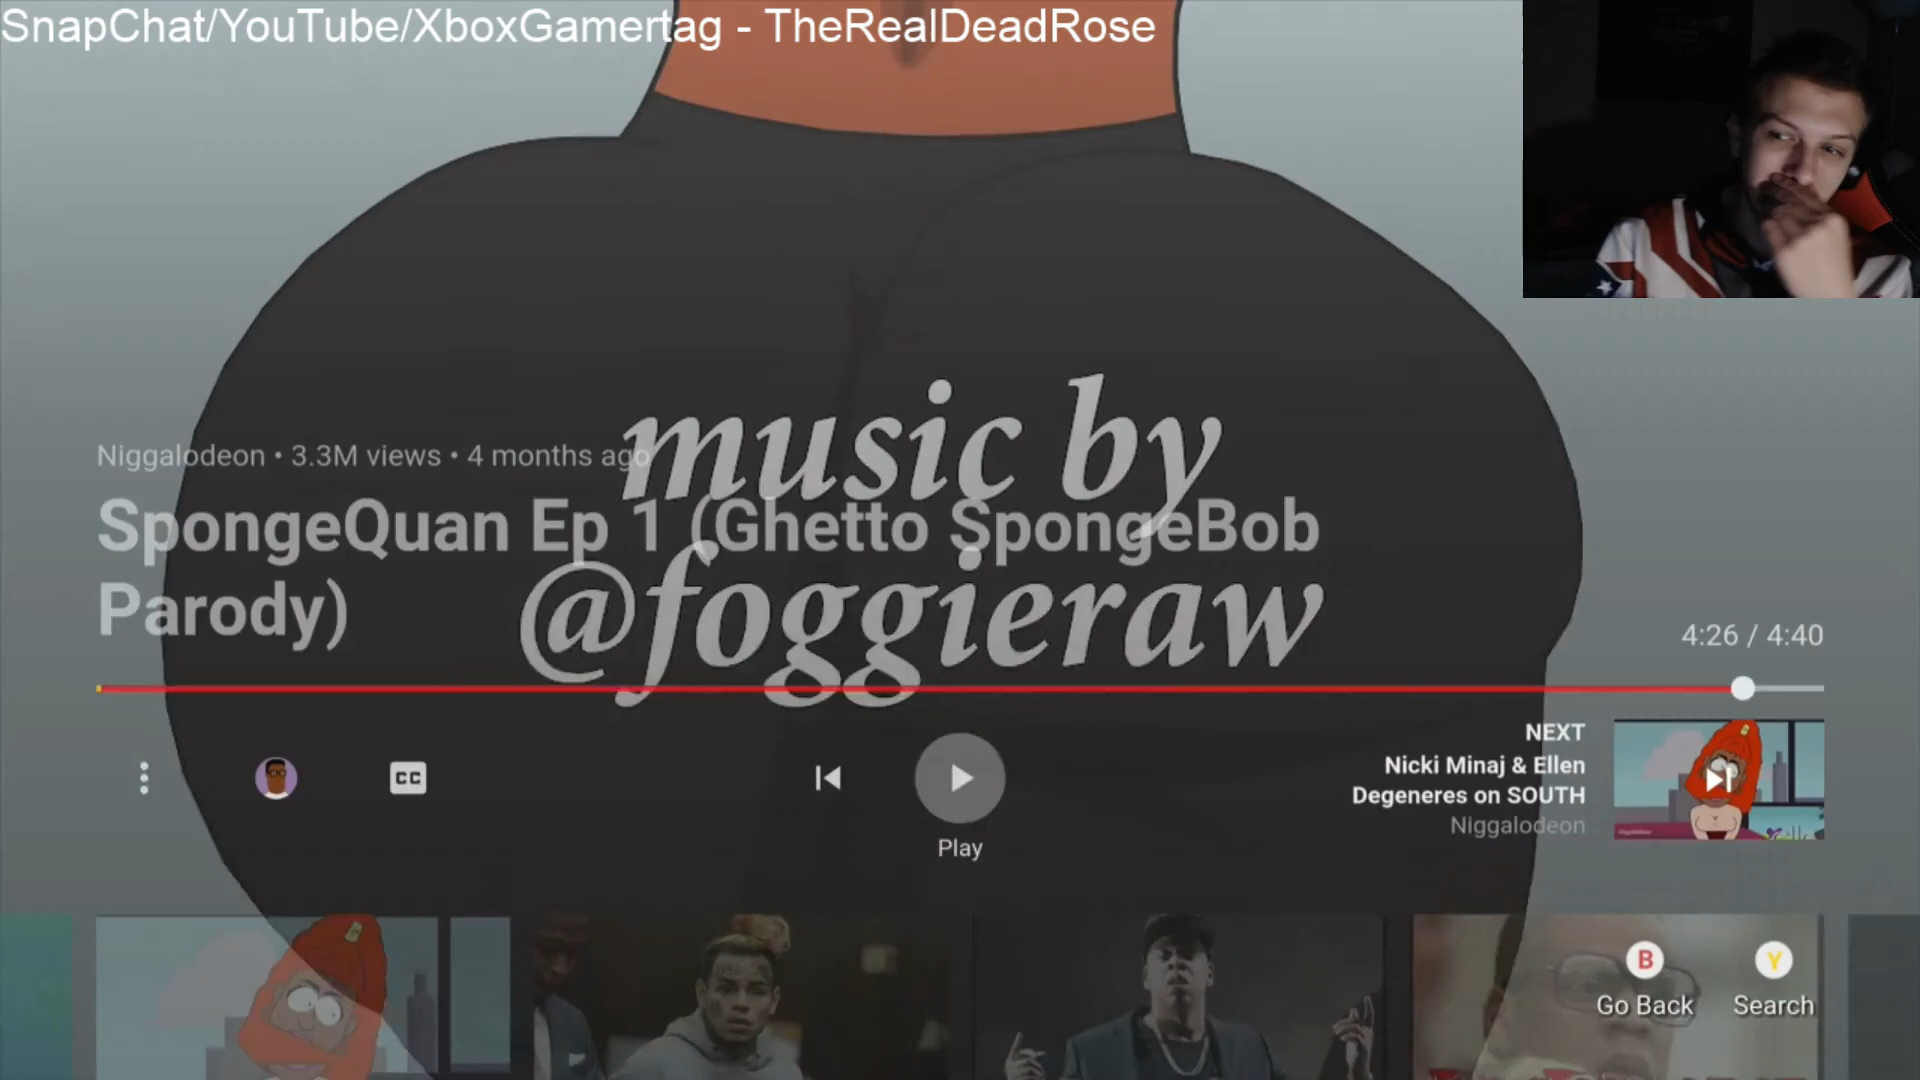 SnapChat/YouTube/XboxGamertag - TheRealDeadRose
music by
@foggieraw
Niggalodeon • 3.3M views • 4 months ago
SpongeQuan Ep 1 (Ghetto SpongeBob
Parody)
4:26 / 4:40
CC
Play
NEXT
Nicki Minaj & Ellen
Degeneres on SOUTH
Niggalodeon
B
Go Back
Y
Search